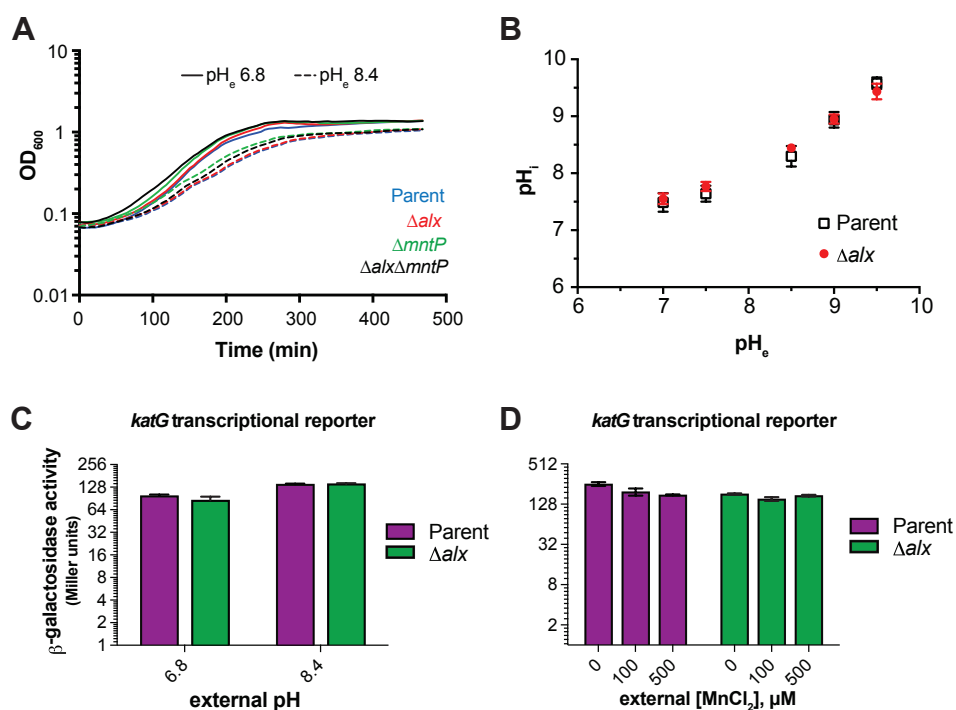 A
10
1
0.1
0.01
OD600
pHe 6.8
pHe 8.4
Parent
Δalx
ΔmntP
ΔalxΔmntP
0 100 200 300 400 500
Time (min)
B
10
9
8
7
6
pHi
Parent
Δalx
6 7 8 9 10
pHe
C
katG transcriptional reporter
256
128
64
32
16
8
4
2
1
β-galactosidase activity
(Miller units)
Parent
Δalx
6.8 8.4
external pH
D
katG transcriptional reporter
512
128
32
8
2
Parent
Δalx
0 100 500 0 100 500
external [MnCl2], µM